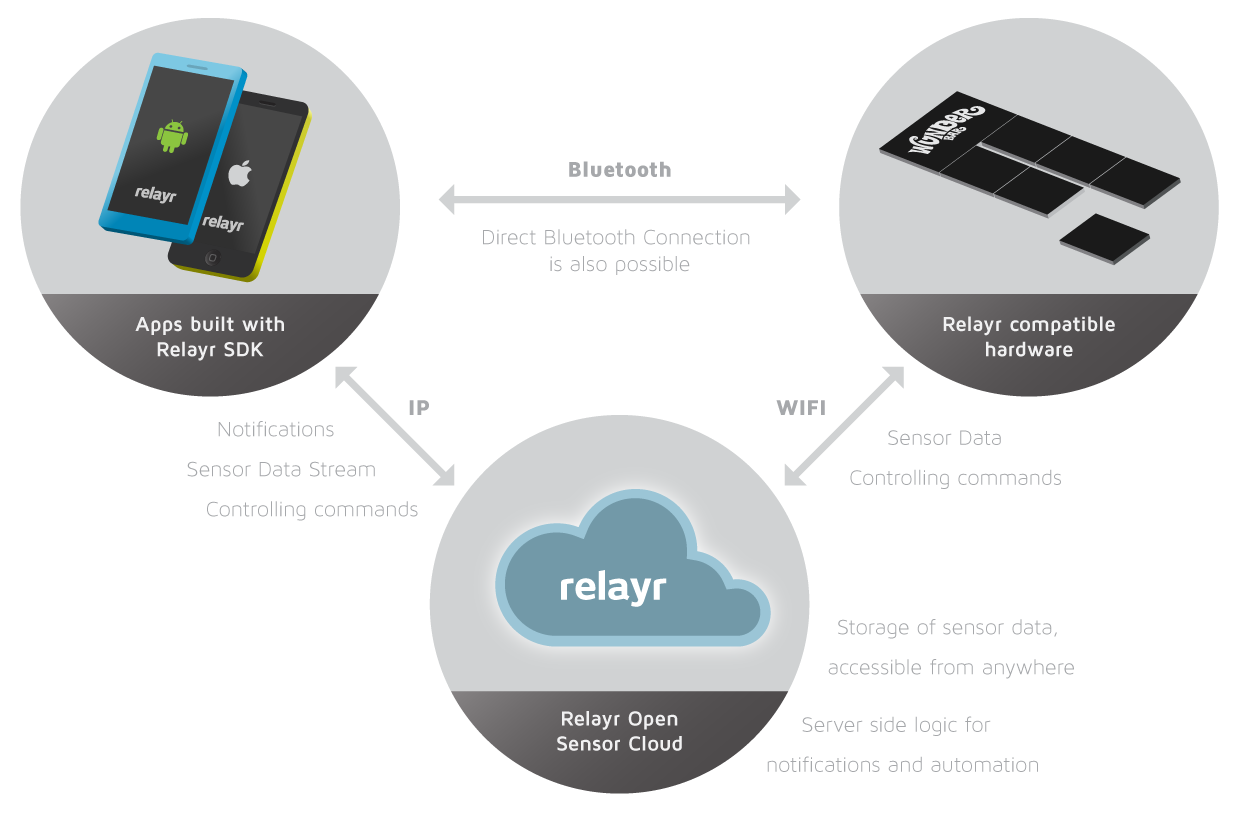 relayr
relayr
Apps built with
Relayr SDK
Bluetooth
Direct Bluetooth Connection
is also possible
WUNDER
BAR
Relayr compatible
hardware
IP
Notifications
Sensor Data Stream
Controlling commands
WIFI
Sensor Data
Controlling commands
relayr
Relayr Open
Sensor Cloud
Storage of sensor data,
accessible from anywhere
Server side logic for
notifications and automation